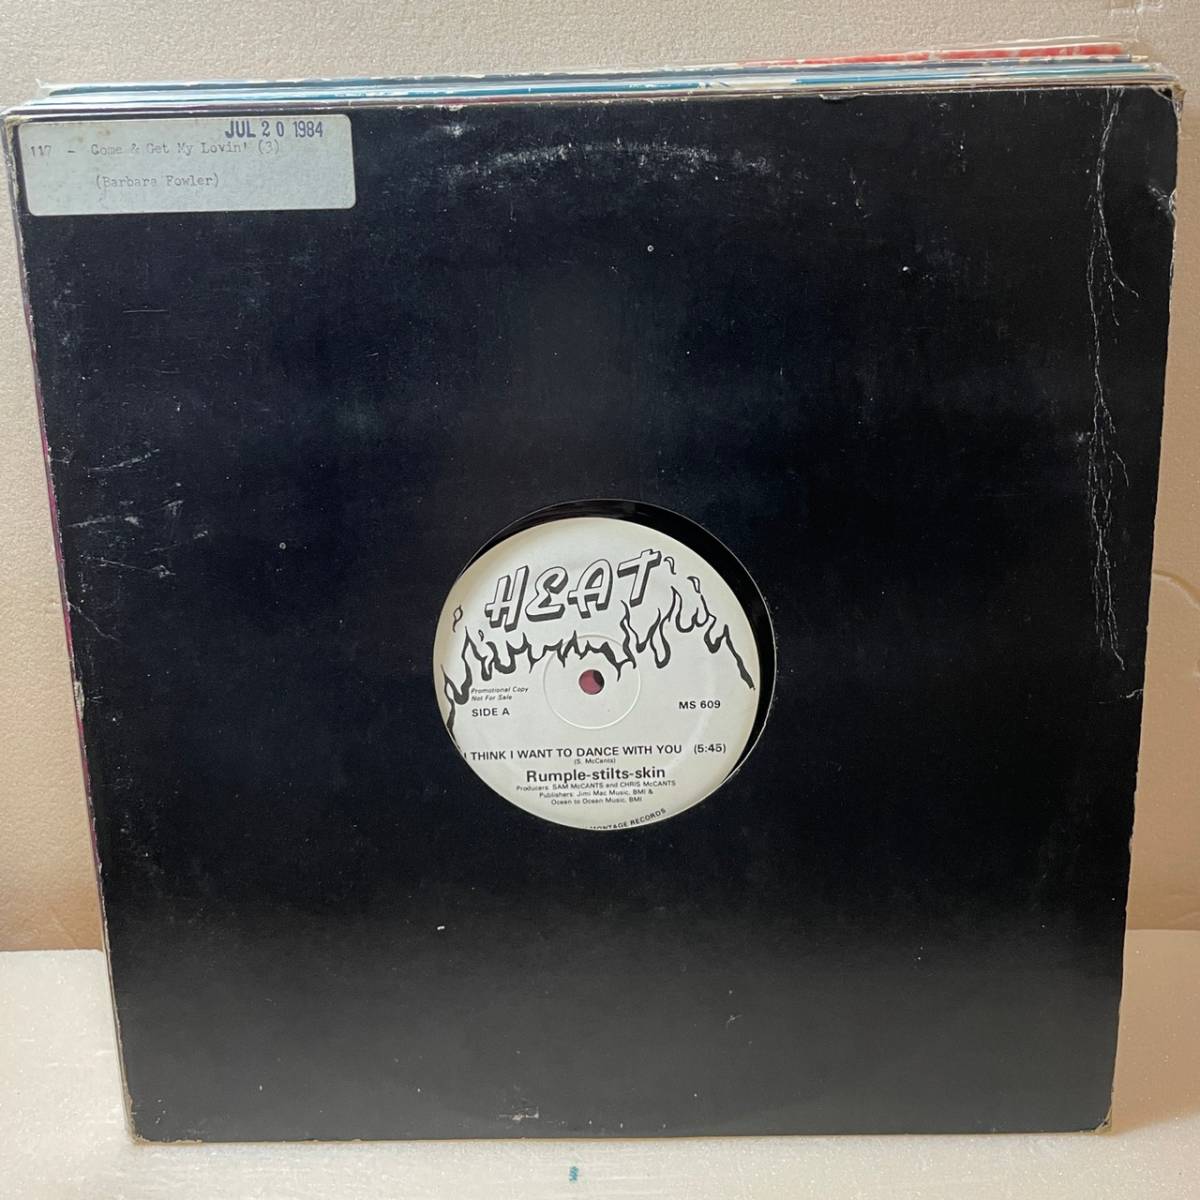 JUL 20 1984
117 - Come & Get My Lovin' (3)
(Barbara Fowler)
HEAT
Promotional Copy
Not For Sale
SIDE A
MS 609
I THINK I WANT TO DANCE WITH YOU (5:45)
(S. McCants)
Rumple-stilts-skin
Producers: SAM McCANTS and CHRIS McCANTS
Publishers: Jimi Mac Music, BMI &
Ocean to Ocean Music, BMI
MONTAGE RECORDS